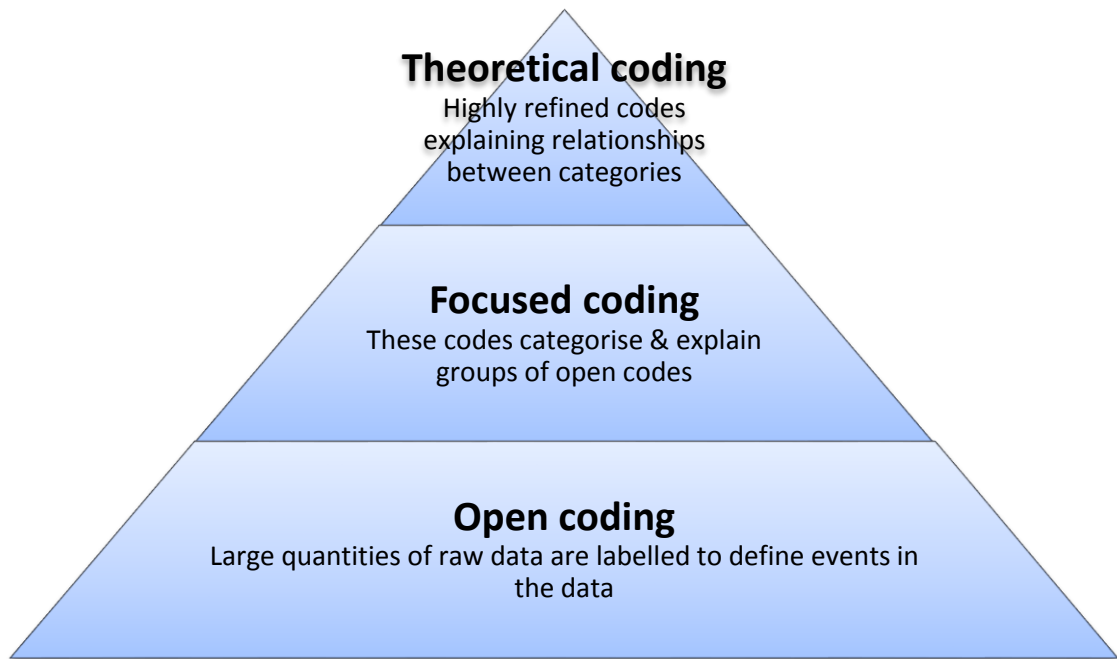 Theoretical coding
Highly refined codes
explaining relationships
between categories
Focused coding
These codes categorise & explain
groups of open codes
Open coding
Large quantities of raw data are labelled to define events in
the data